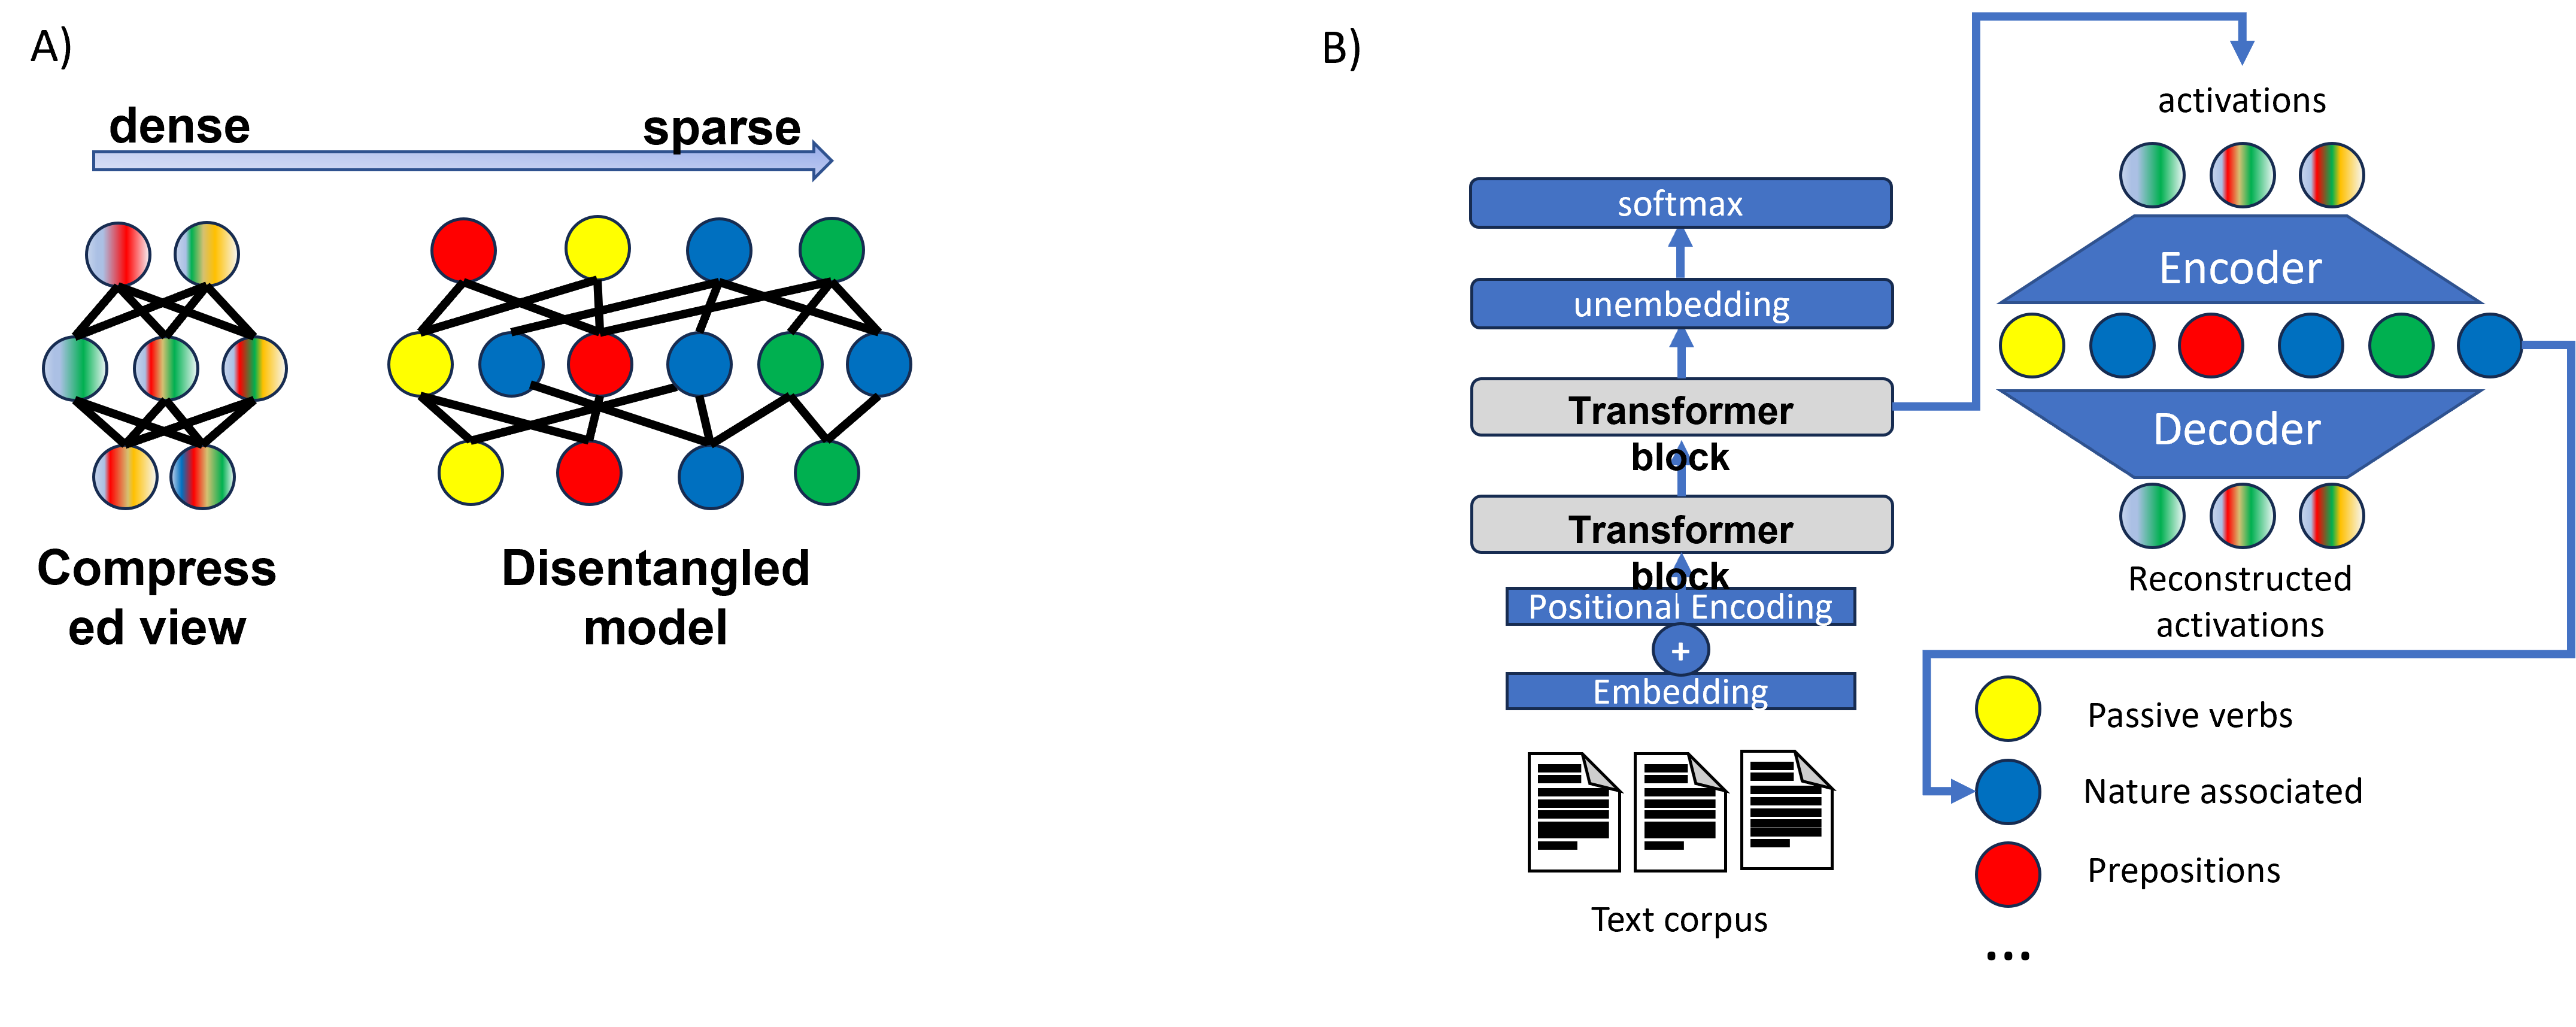 A)
dense
sparse
Compress
ed view
Disentangled
model
B)
softmax
unembedding
Transformer
block
Transformer
block
Positional Encoding
+
Embedding
Text corpus
activations
Encoder
Decoder
Reconstructed
activations
Passive verbs
Nature associated
Prepositions
...